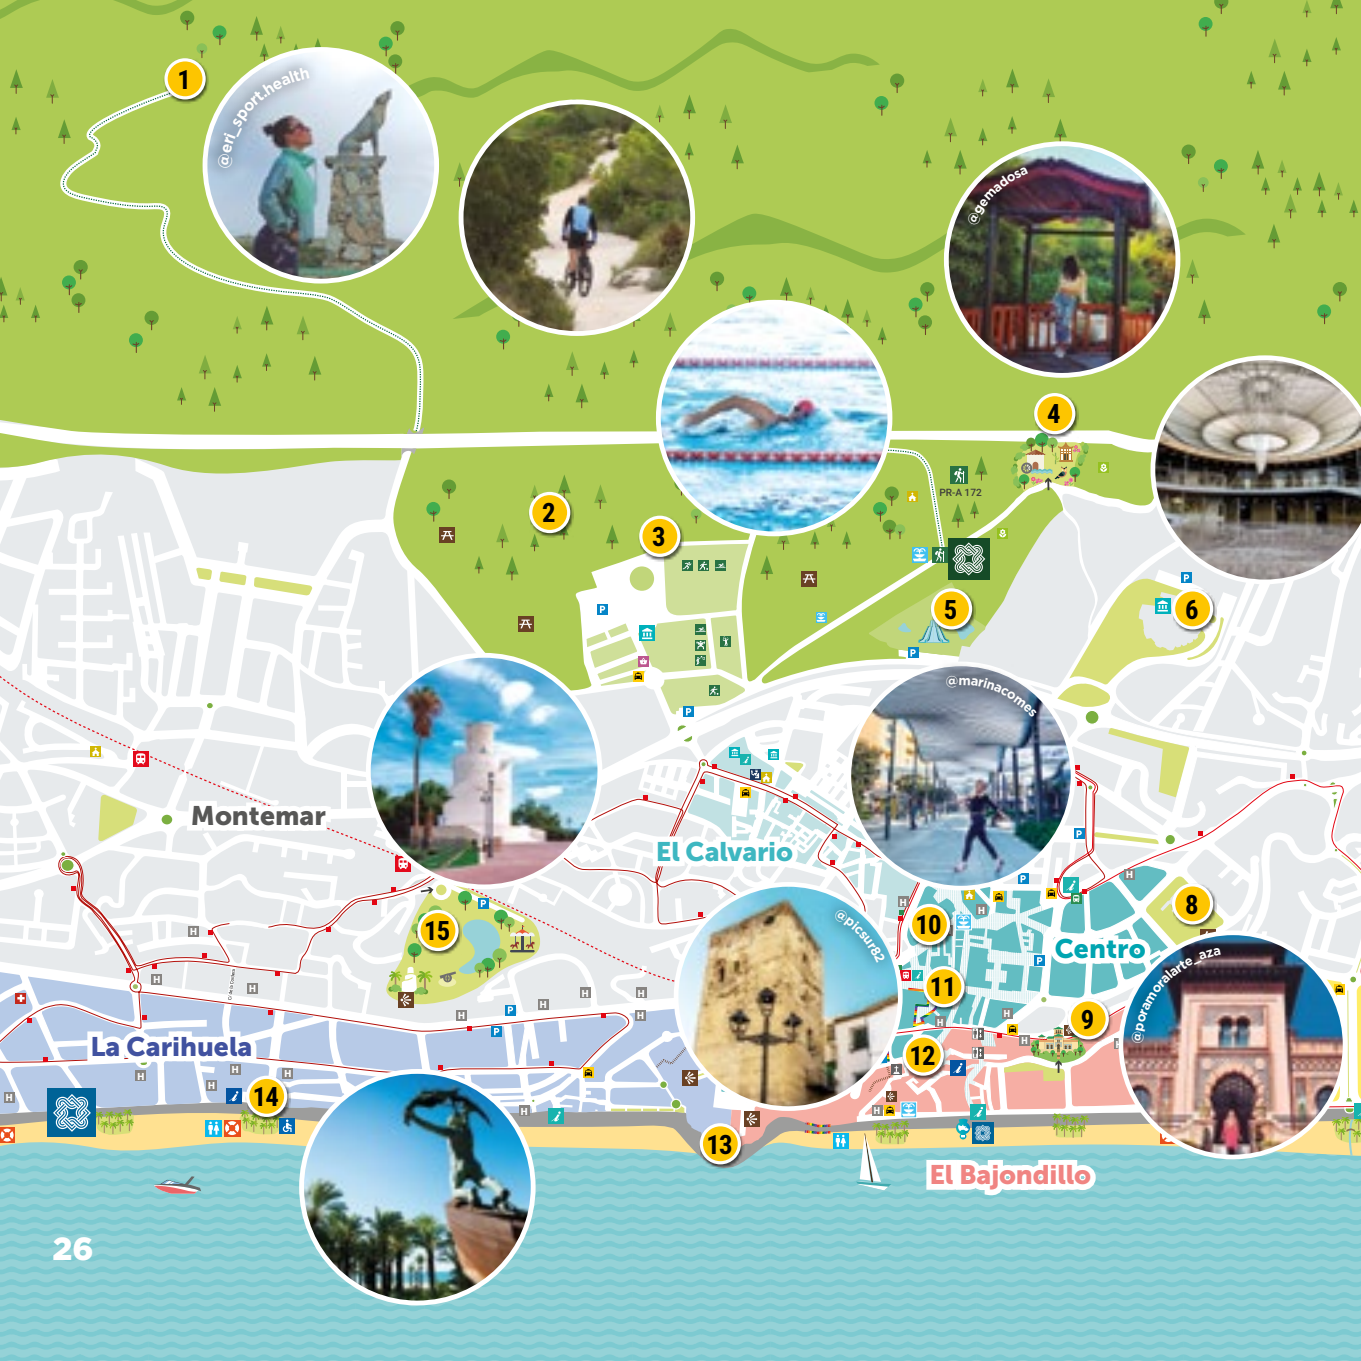 1
@eri_sport.health
@gemadosa
4
2
3
PR-A 172
5
6
P
P
P
P
@marinacomes
Montemar
El Calvario
P
P
P
8
10
15
Centro
@picsur82
@poramoralarte_aza
P
11
9
H
H
H
H
H
P
P
H
H
H
H
H
12
La Carihuela
H
H
H
H
H
14
H
H
13
El Bajondillo
26